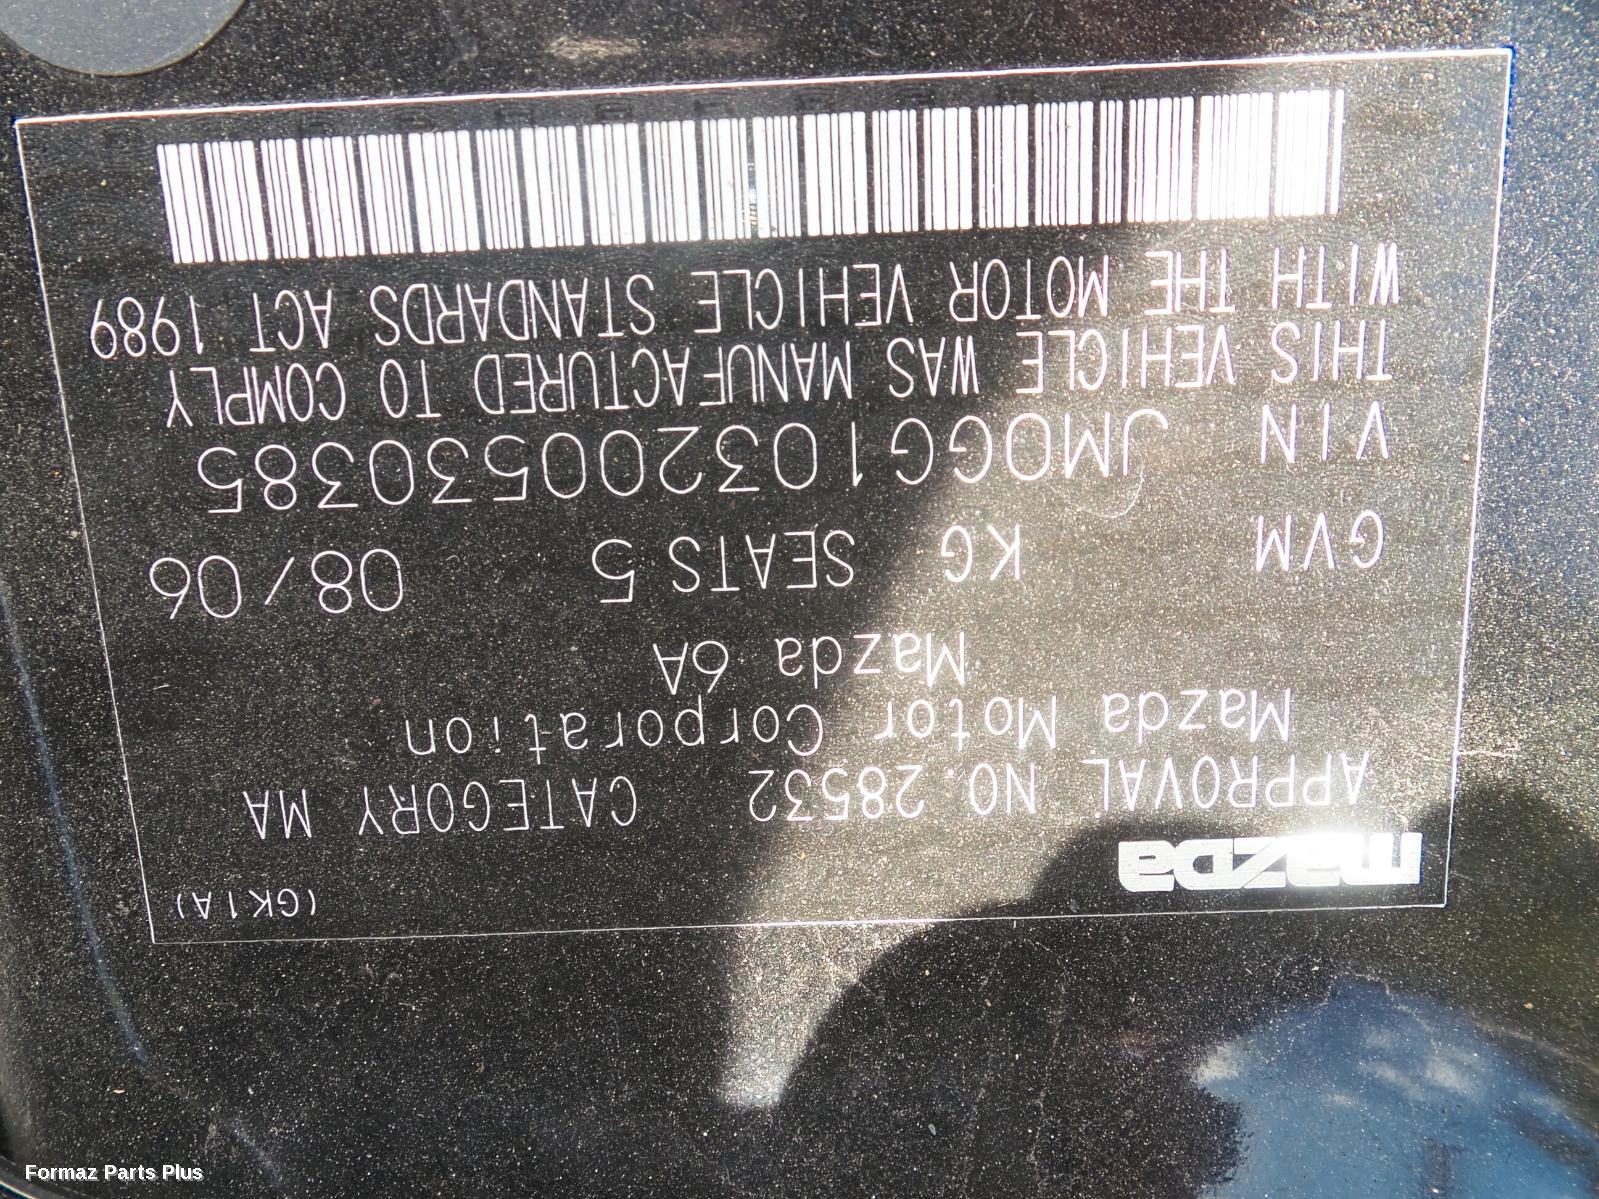 mazda
(GK1A)
APPROVAL NO. 28532 CATEGORY MA
Mazda Motor Corporation
Mazda 6A
GVM KG SEATS 5 08/06
VIN JM0GG103200530385
THIS VEHICLE WAS MANUFACTURED TO COMPLY
WITH THE MOTOR VEHICLE STANDARDS ACT 1989
Formaz Parts Plus